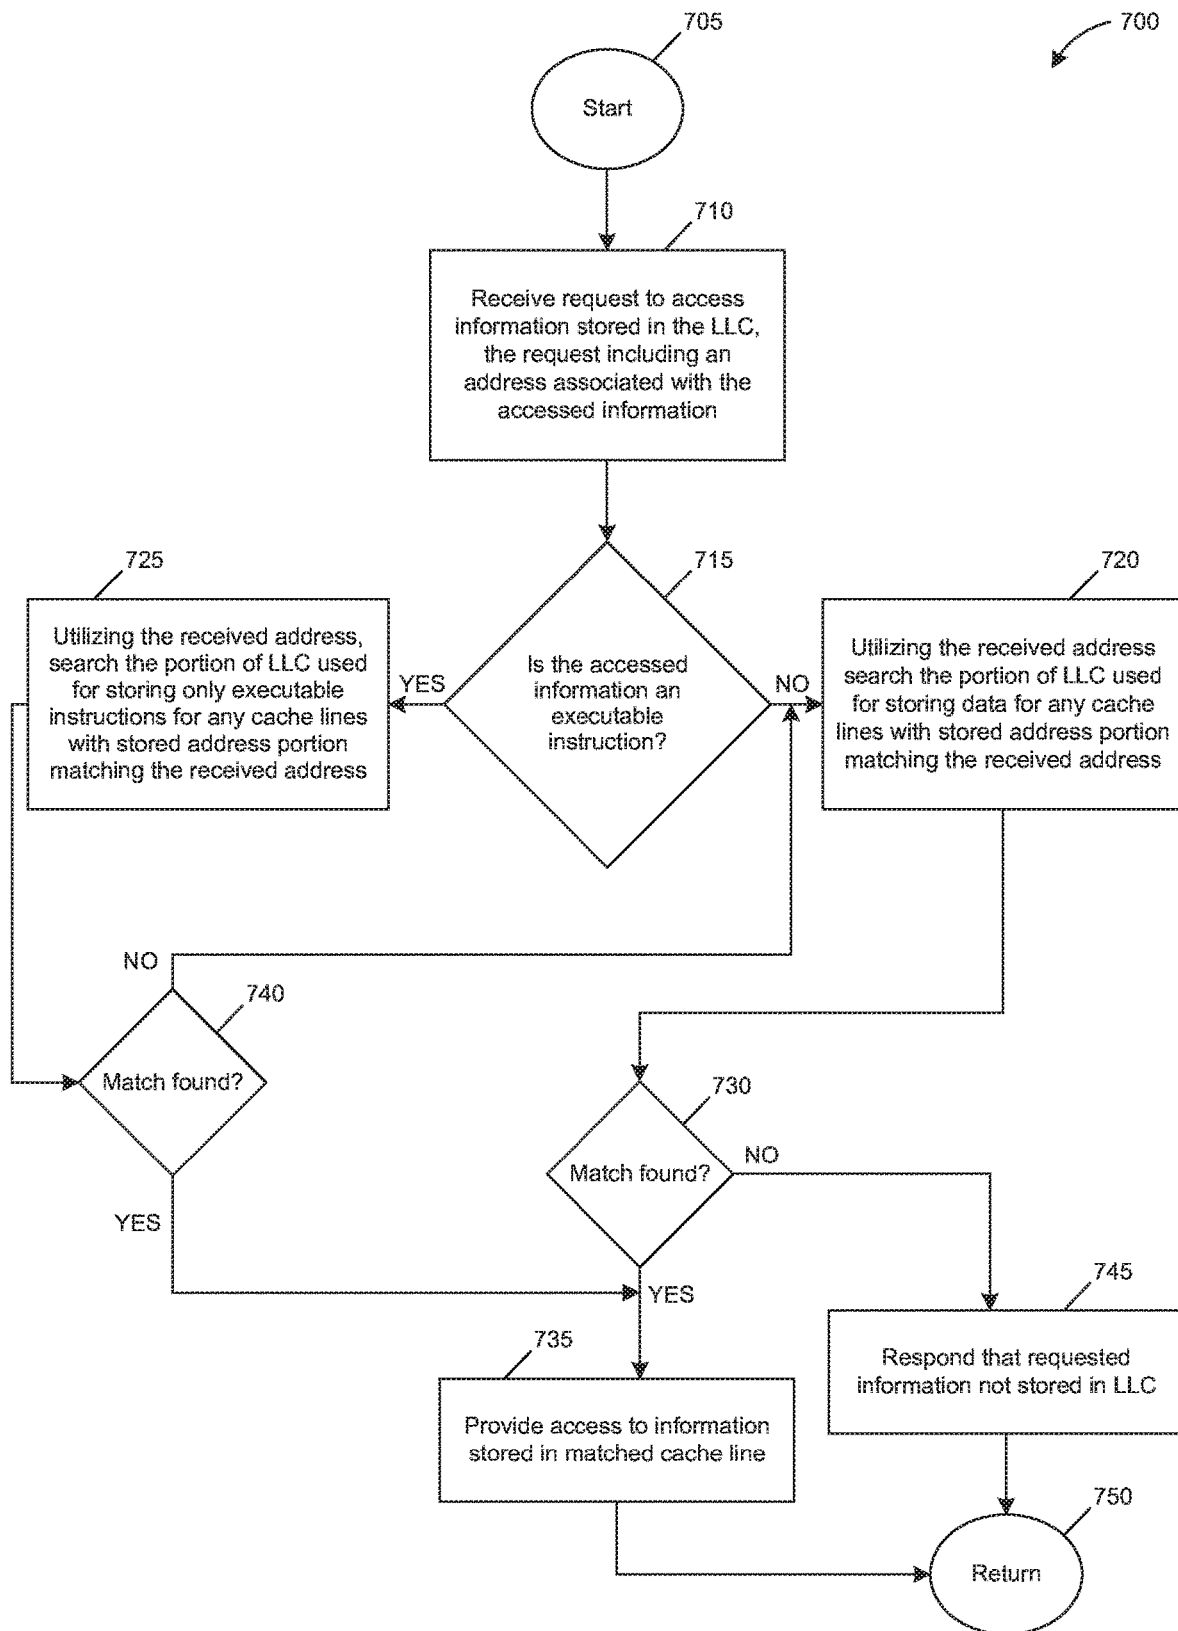 705
700
Start
710
Receive request to access
information stored in the LLC,
the request including an
address associated with the
accessed information
725
715
720
Utilizing the received address,
search the portion of LLC used
for storing only executable
instructions for any cache lines
with stored address portion
matching the received address
YES
Is the accessed
information an
executable
instruction?
NO
Utilizing the received address
search the portion of LLC used
for storing data for any cache
lines with stored address portion
matching the received address
NO
740
Match found?
730
Match found?
NO
YES
YES
745
735
Respond that requested
information not stored in LLC
Provide access to information
stored in matched cache line
750
Return